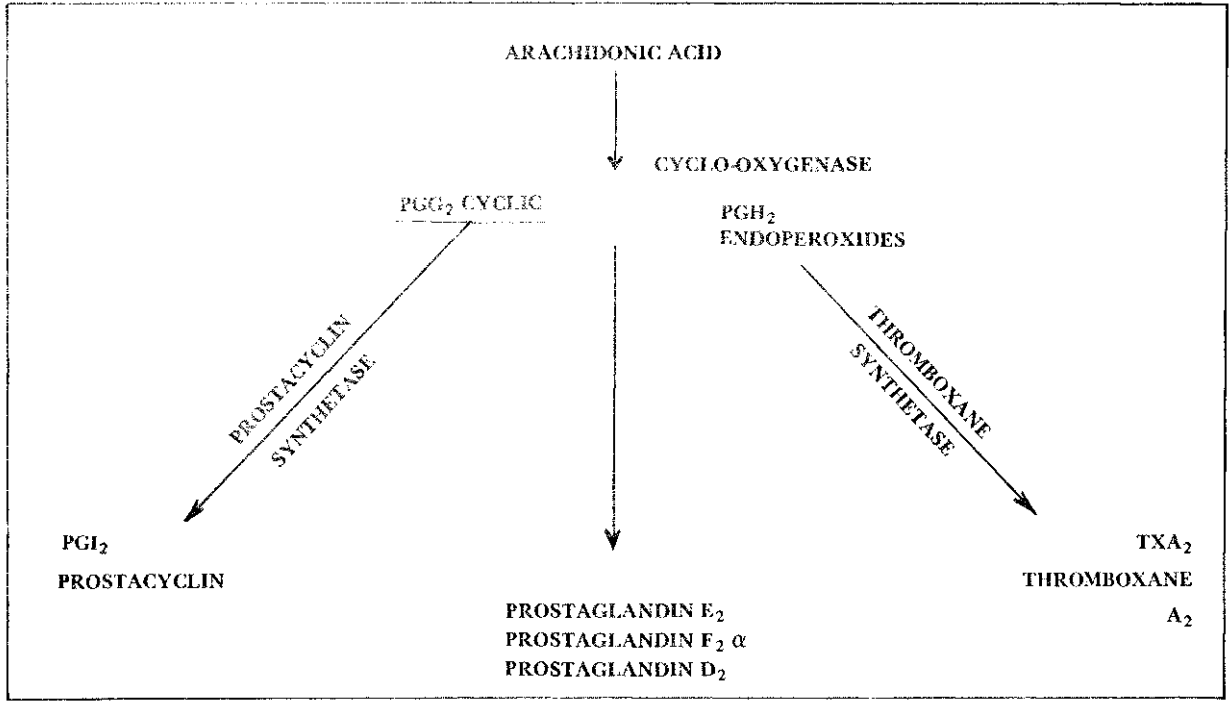 ARACHIDONIC ACID
CYCLO-OXYGENASE
PGG₂ CYCLIC
PGH₂
ENDOPEROXIDES
PROSTACYCLIN
SYNTHETASE
THROMBOXANE
SYNTHETASE
PGI₂
PROSTACYCLIN
PROSTAGLANDIN E₂
PROSTAGLANDIN F₂ α
PROSTAGLANDIN D₂
TXA₂
THROMBOXANE
A₂